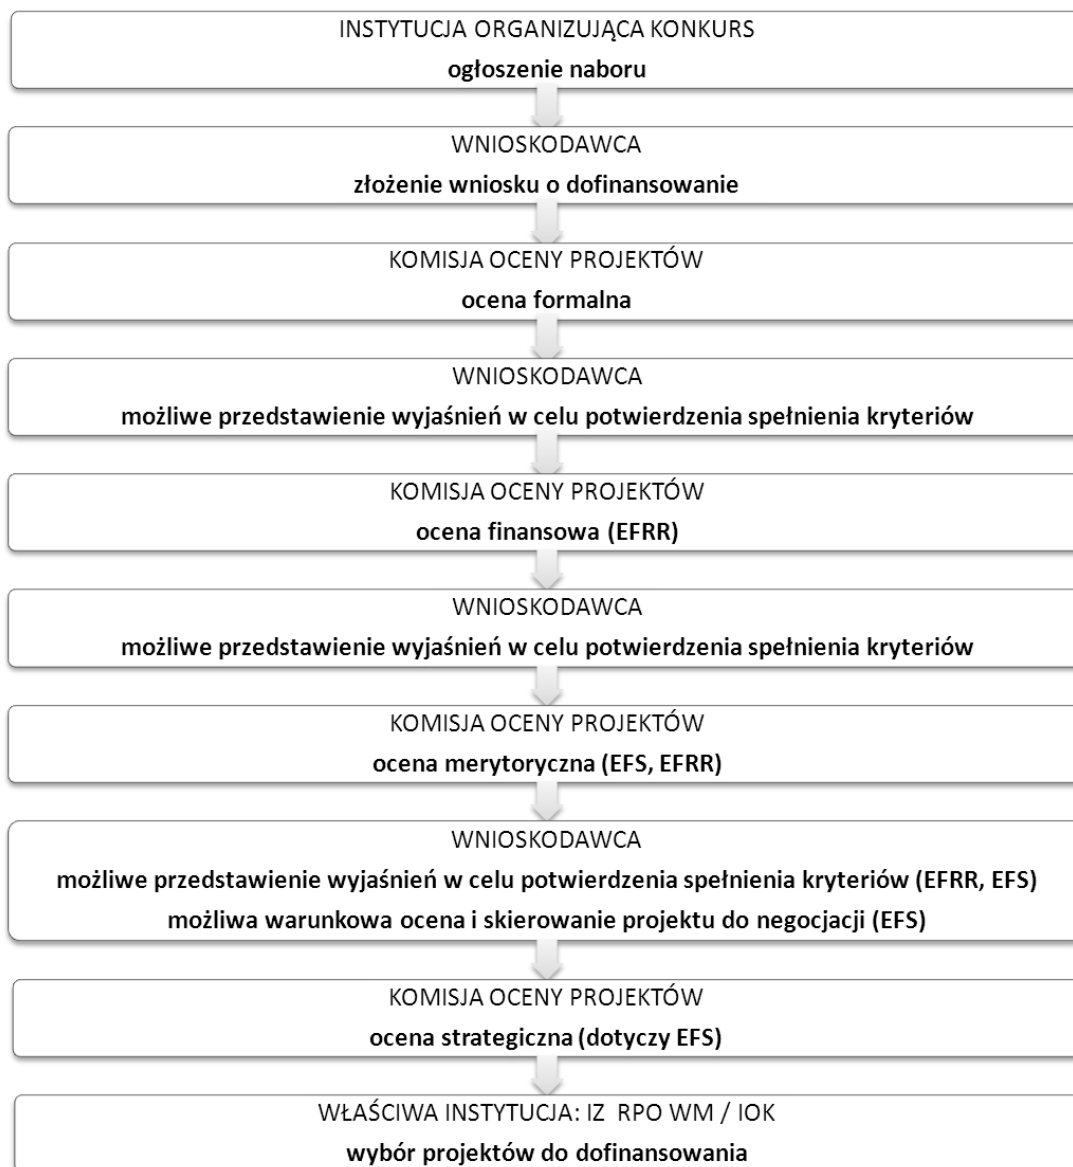 INSTYTUCJA ORGANIZUJĄCA KONKURS
ogłoszenie naboru
WNIOSKODAWCA
złożenie wniosku o dofinansowanie
KOMISJA OCENY PROJEKTÓW
ocena formalna
WNIOSKODAWCA
możliwe przedstawienie wyjaśnień w celu potwierdzenia spełnienia kryteriów
KOMISJA OCENY PROJEKTÓW
ocena finansowa (EFRR)
WNIOSKODAWCA
możliwe przedstawienie wyjaśnień w celu potwierdzenia spełnienia kryteriów
KOMISJA OCENY PROJEKTÓW
ocena merytoryczna (EFS, EFRR)
WNIOSKODAWCA
możliwe przedstawienie wyjaśnień w celu potwierdzenia spełnienia kryteriów (EFRR, EFS)
możliwa warunkowa ocena i skierowanie projektu do negocjacji (EFS)
KOMISJA OCENY PROJEKTÓW
ocena strategiczna (dotyczy EFS)
WŁAŚCIWA INSTYTUCJA: IZ RPO WM / IOK
wybór projektów do dofinansowania